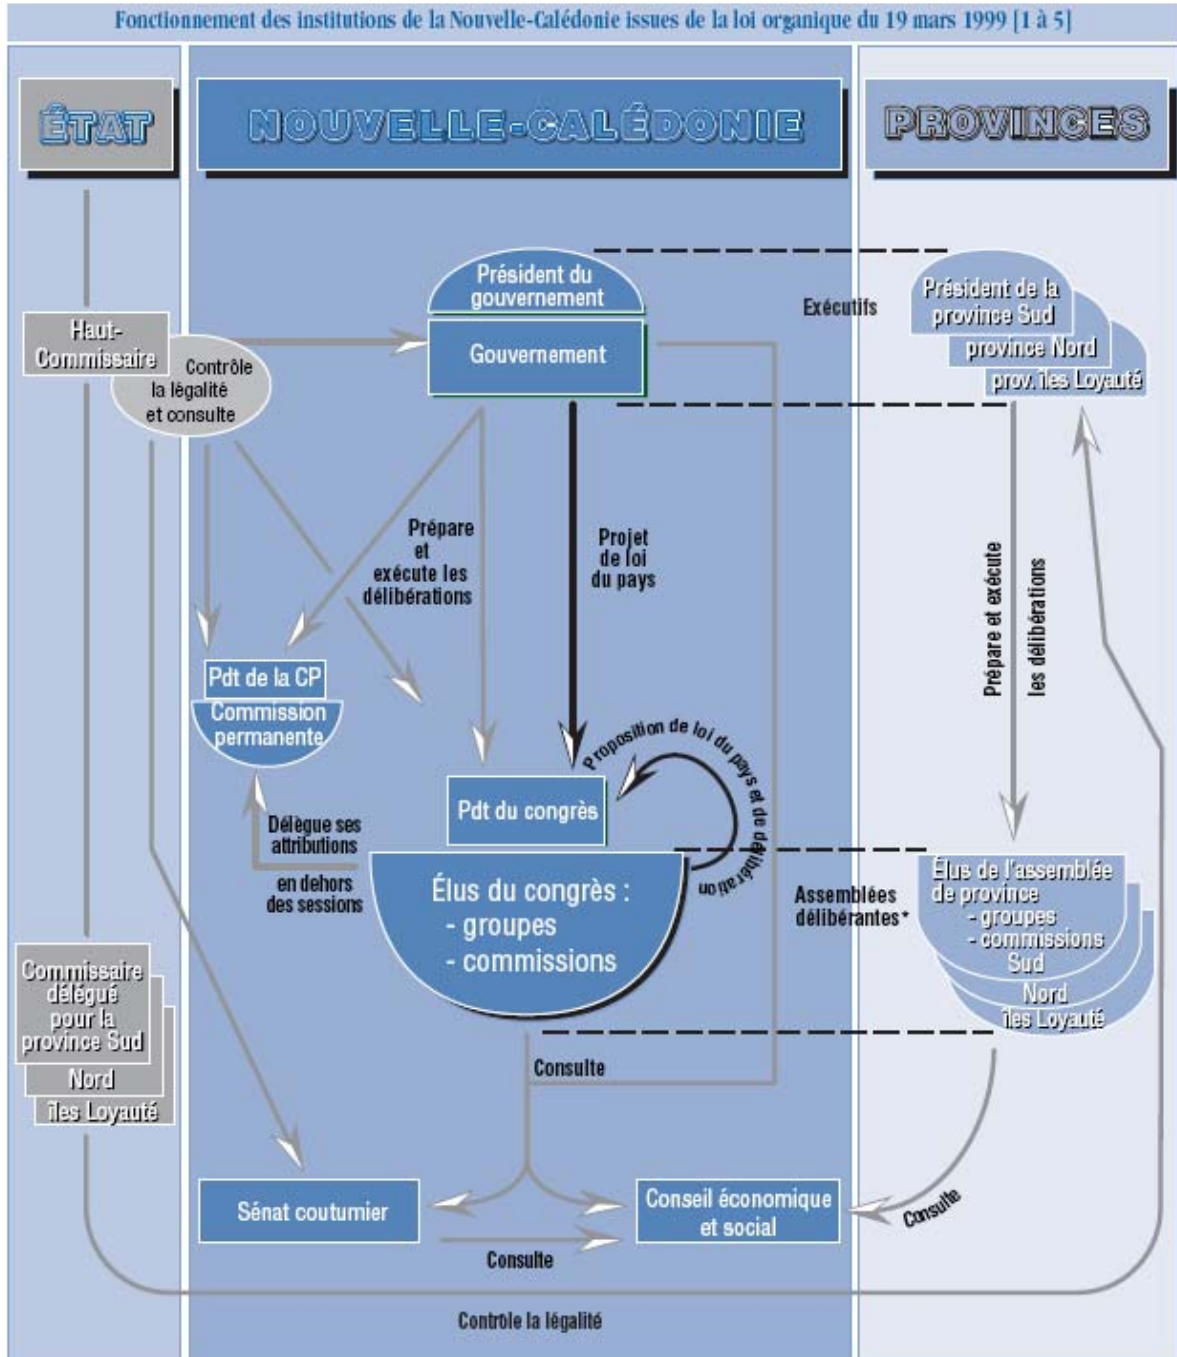 Fonctionnement des institutions de la Nouvelle-Calédonie issues de la loi organique du 19 mars 1999 [1 à 5]
ÉTAT
NOUVELLE-CALÉDONIE
PROVINCES
Président du
gouvernement
Gouvernement
Exécutifs
Président de la
province Sud
province Nord
prov. îles Loyauté
Haut-
Commissaire
Contrôle
la légalité
et consulte
Prépare
et
exécute les
délibérations
Projet
de loi
du pays
Prépare et exécute
les délibérations
Pdt de la CP
Commission
permanente
Proposition de loi du pays et de délibération
Pdt du congrès
Délègue ses
attributions
en dehors
des sessions
Élus du congrès :
- groupes
- commissions
Assemblées
délibérantes*
Élus de l'assemblée
de province
- groupes
- commissions
Sud
Nord
îles Loyauté
Commissaire
délégué
pour la
province Sud
Nord
îles Loyauté
Consulte
Sénat coutumier
Conseil économique
et social
Consulte
Consulte
Contrôle la légalité